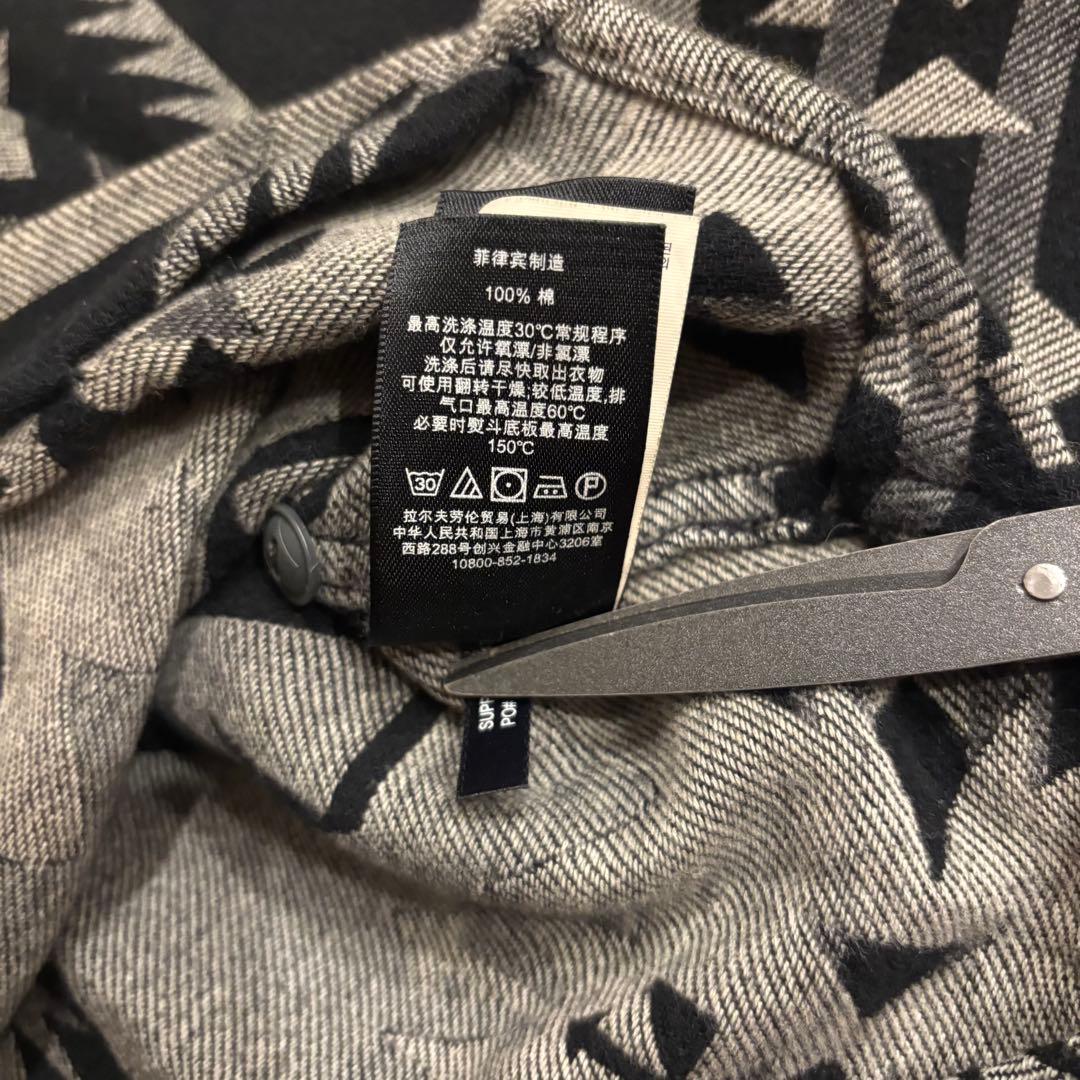 菲律宾制造
100% 棉
最高洗涤温度30℃常规程序
仅允许氧漂/非氯漂
洗涤后请尽快取出衣物
可使用翻转干燥;较低温度,排
气口最高温度60℃
必要时熨斗底板最高温度
150℃
30
P
拉尔夫劳伦贸易(上海)有限公司
中华人民共和国上海市黄浦区南京
西路288号创兴金融中心3206室
10800-852-1834
SUP
PO#